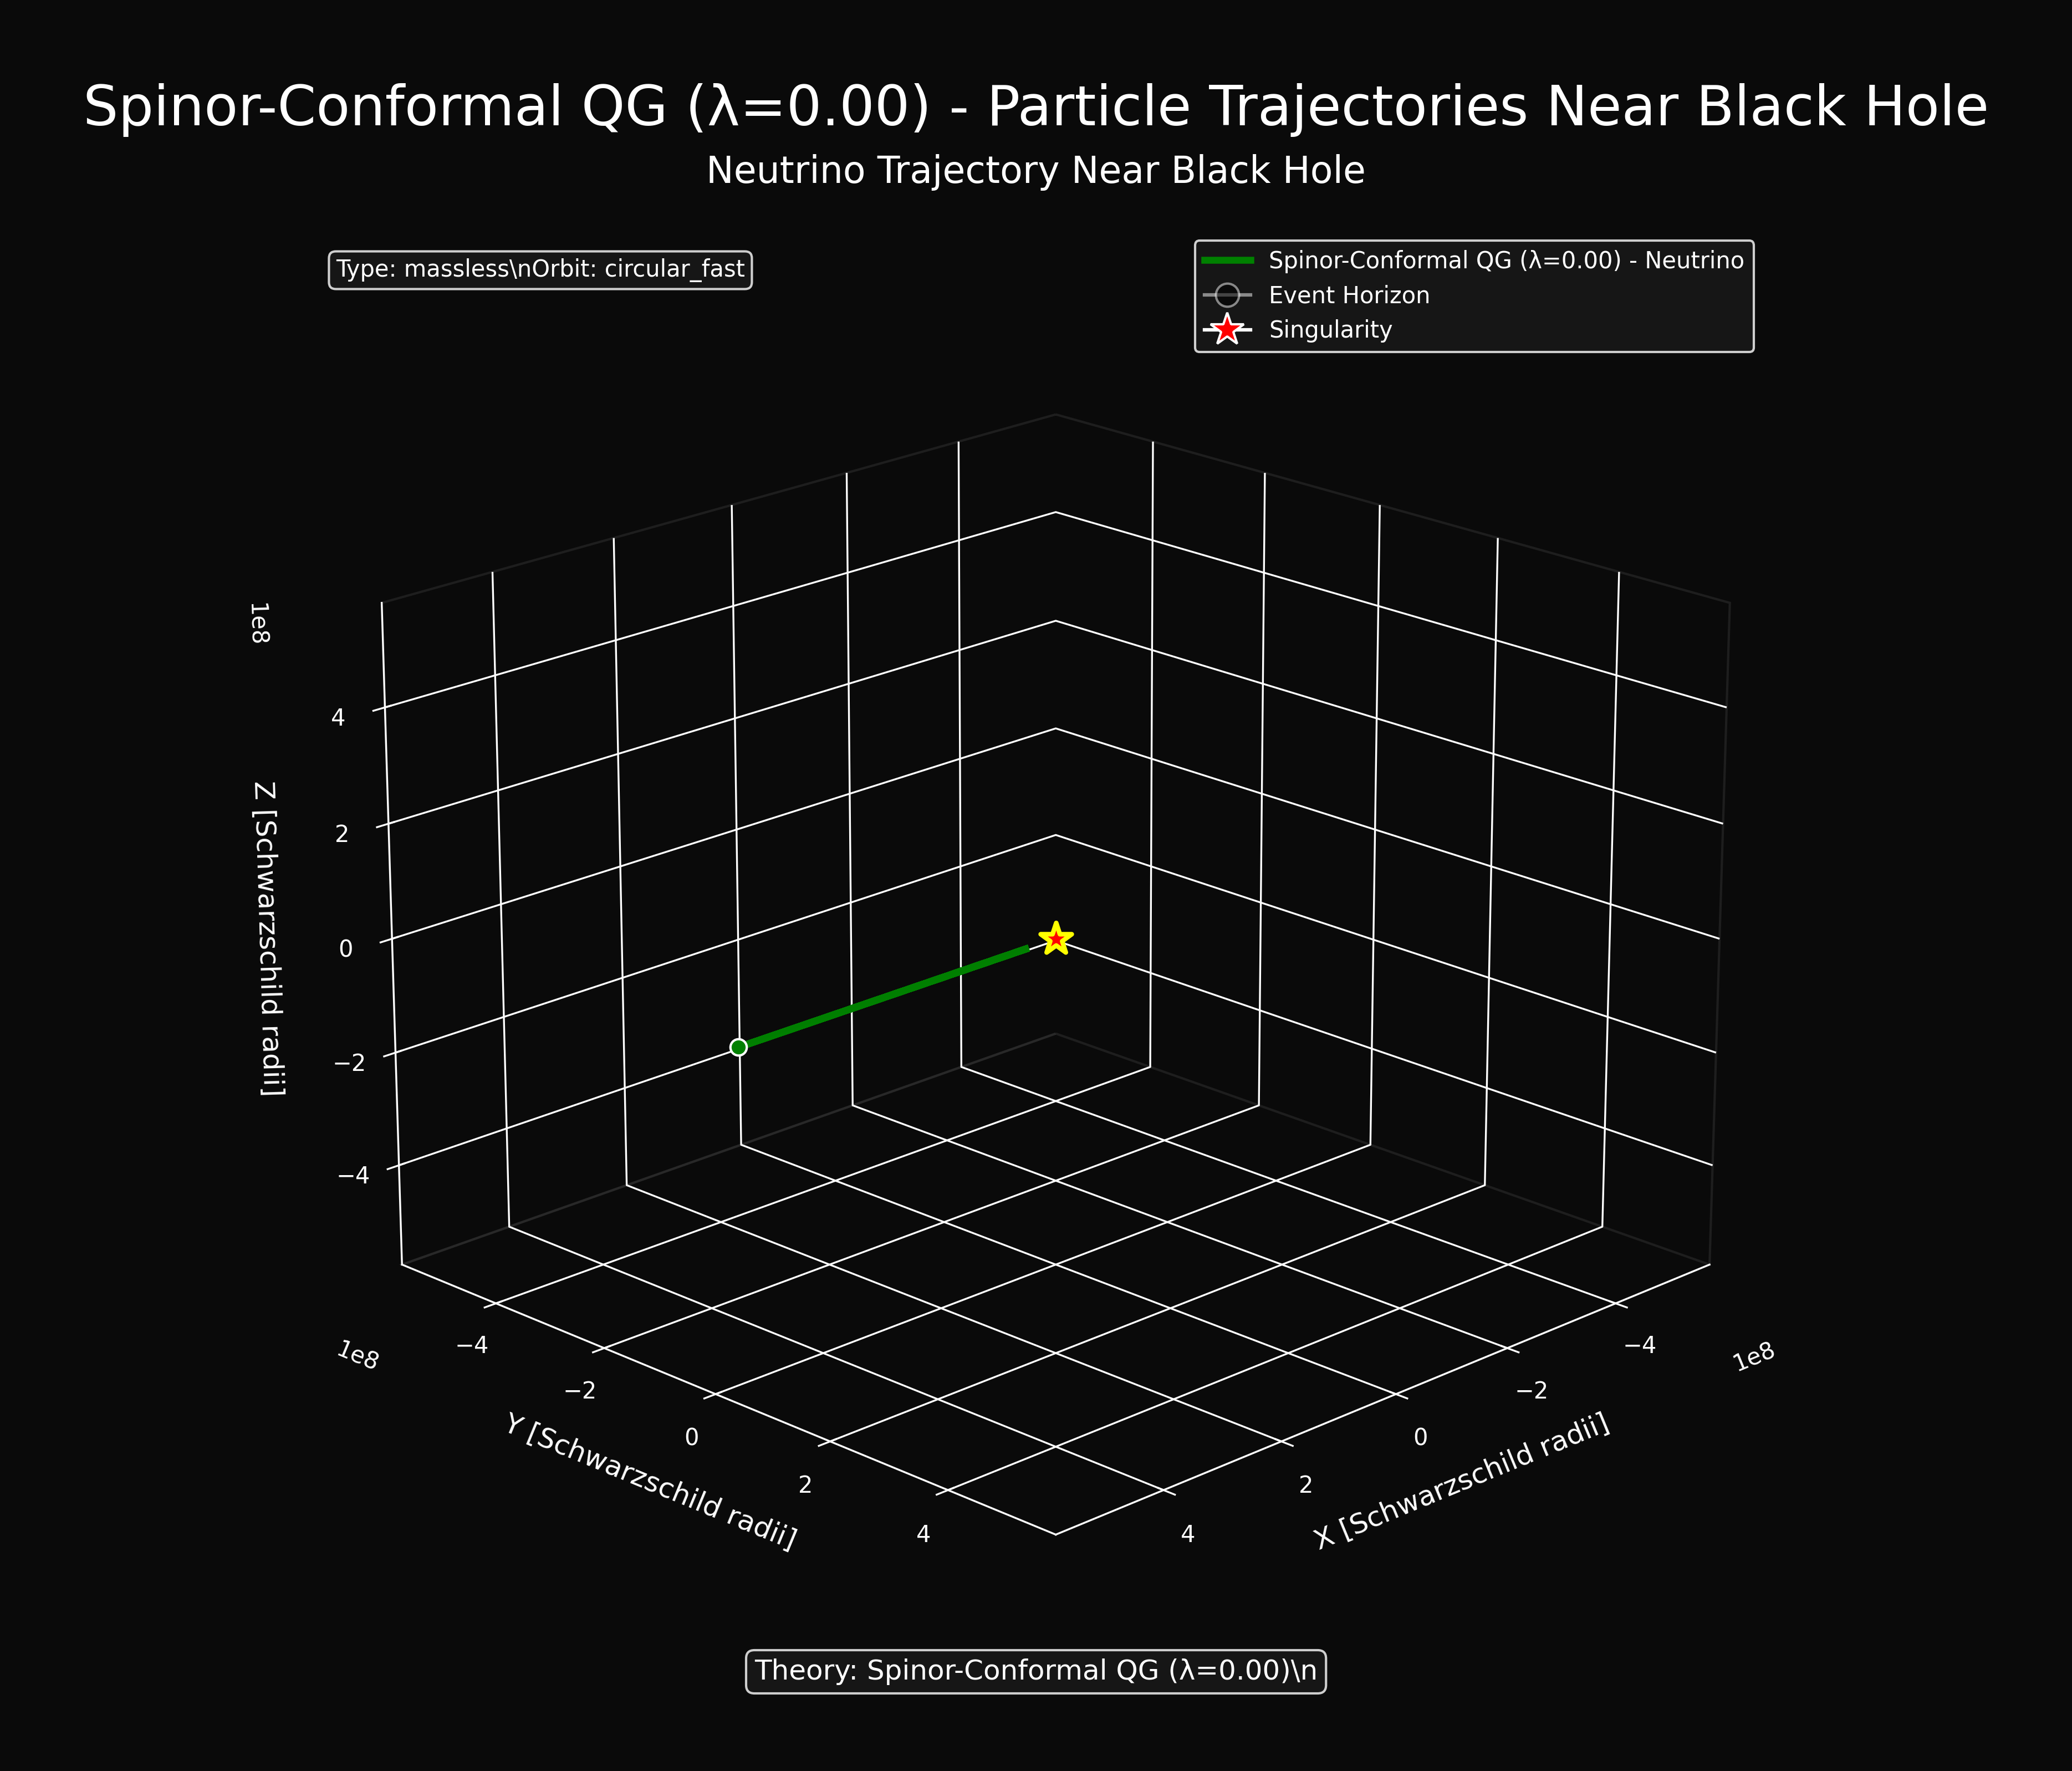 Spinor-Conformal QG (λ=0.00) - Particle Trajectories Near Black Hole
Neutrino Trajectory Near Black Hole
Type: massless\nOrbit: circular_fast
Spinor-Conformal QG (λ=0.00) - Neutrino
Event Horizon
Singularity
1e8
4
2
0
−2
−4
Z [Schwarzschild radii]
1e8
−4
−2
0
2
4
Y [Schwarzschild radii]
4
2
0
−2
−4
1e8
X [Schwarzschild radii]
Theory: Spinor-Conformal QG (λ=0.00)\n